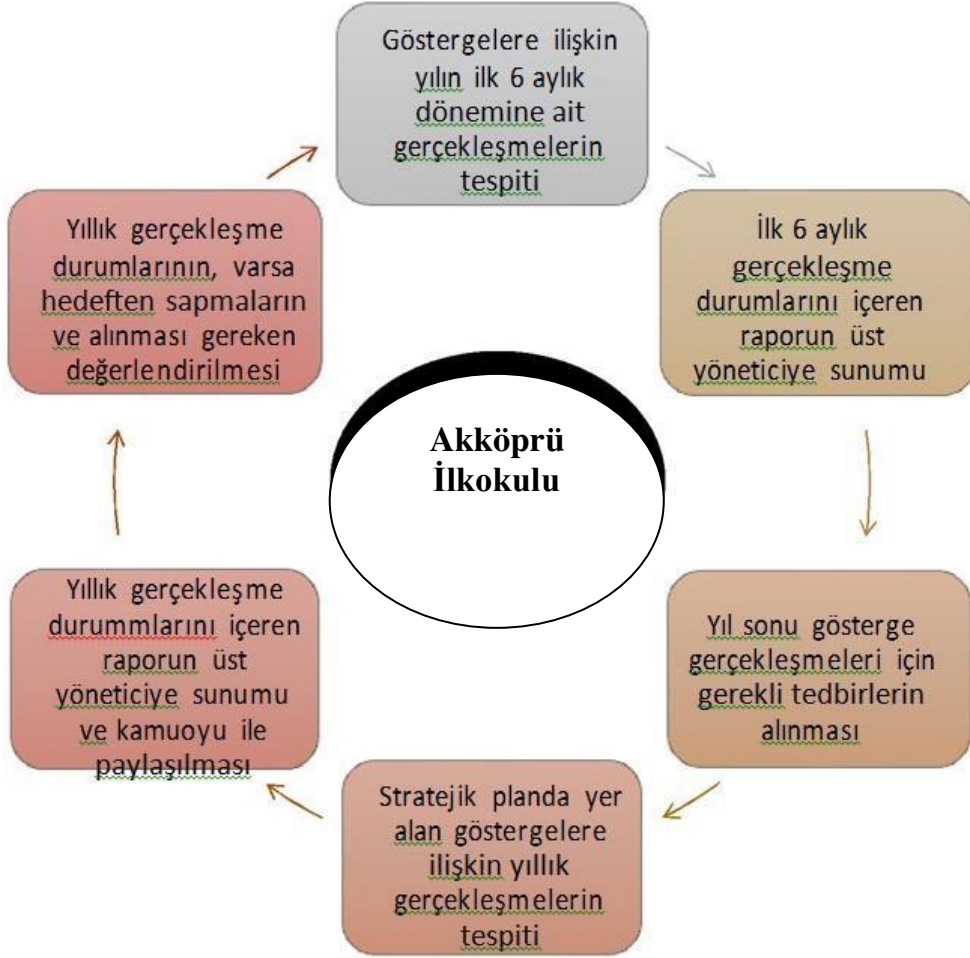 Göstergelere ilişkin
yılın ilk 6 aylık
dönemine ait
gerçekleşmelerin
tespiti
İlk 6 aylık
gerçekleşme
durumlarını içeren
raporun üst
yöneticiye sunumu
Yıl sonu gösterge
gerçekleşmeleri için
gerekli tedbirlerin
alınması
Stratejik planda yer
alan göstergelere
ilişkin yıllık
gerçekleşmelerin
tespiti
Yıllık gerçekleşme
durummlarını içeren
raporun üst
yöneticiye sunumu
ve kamuoyu ile
paylaşılması
Yıllık gerçekleşme
durumlarının, varsa
hedeften sapmaların
ve alınması gereken
değerlendirilmesi
Akköprü
İlkokulu